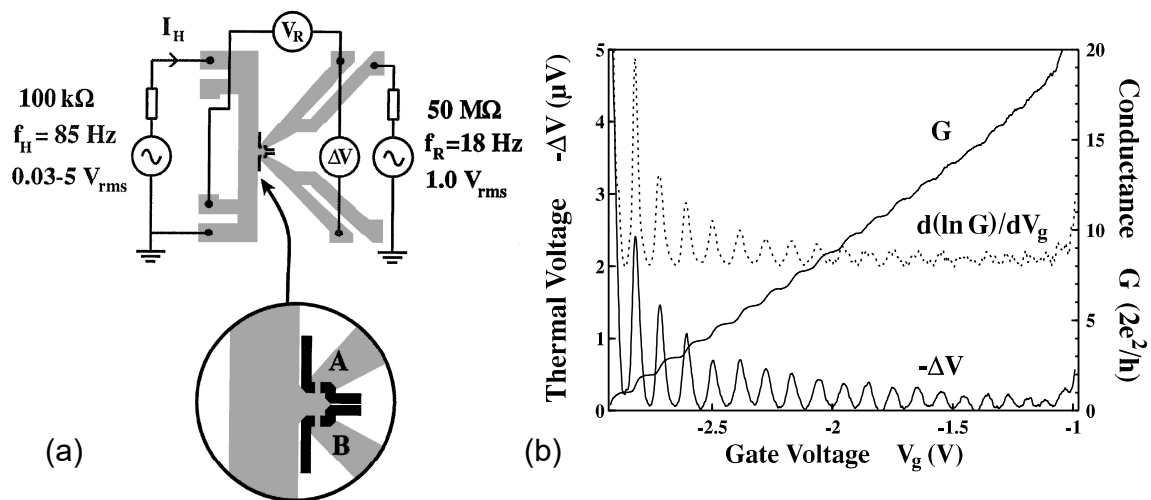 I_H
V_R
100 kΩ
f_H = 85 Hz
0.03-5 V_rms
ΔV
50 MΩ
f_R=18 Hz
1.0 V_rms
A
B
(a)
Thermal Voltage -ΔV (µV)
5
4
3
2
1
0
G
d(ln G)/dV_g
-ΔV
20
15
10
5
0
Conductance G (2e²/h)
-2.5
-2
-1.5
-1
Gate Voltage V_g (V)
(b)